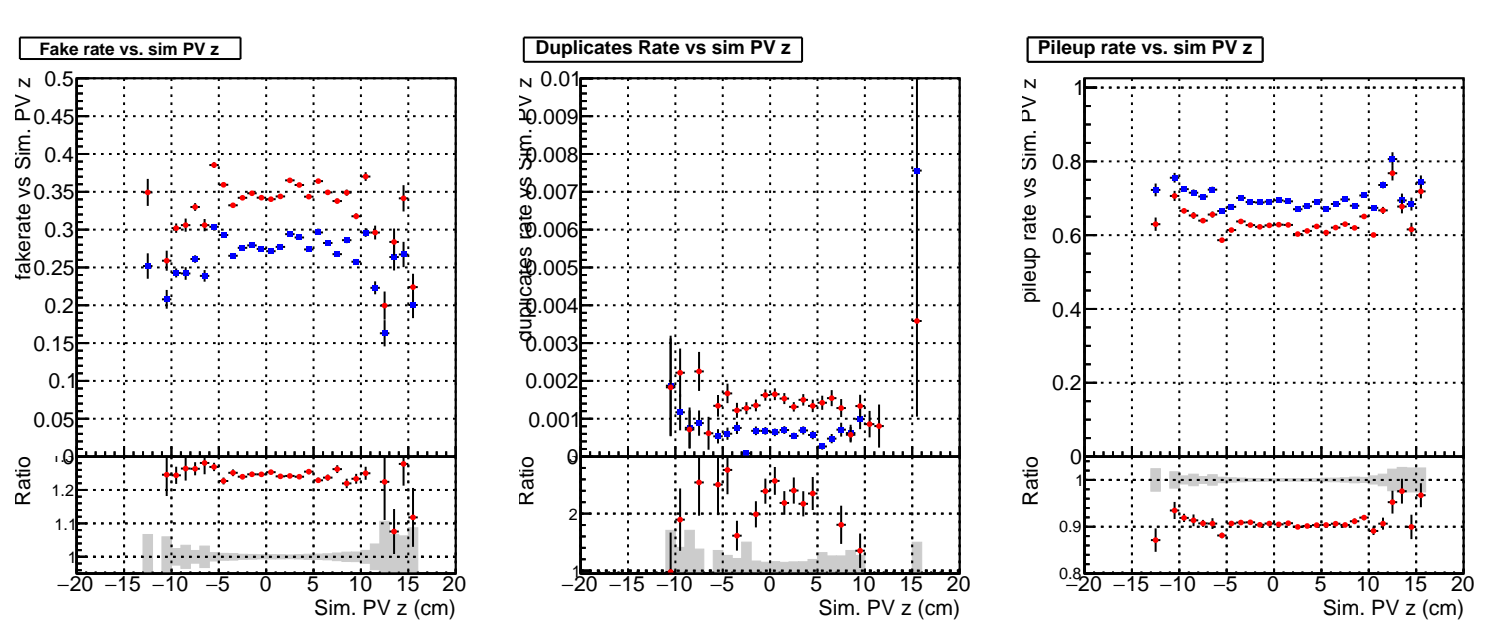 Fake rate vs. sim PV z
fakerate vs Sim. PV z
0.5
0.45
0.4
0.35
0.3
0.25
0.2
0.15
0.1
0.05
0
Ratio
1.2
1.1
1
−20 −15 −10 −5 0 5 10 15 20
Sim. PV z (cm)
Duplicates Rate vs sim PV z
duplicates rate vs Sim. PV z
0.01
0.009
0.008
0.007
0.006
0.005
0.004
0.003
0.002
0.001
0
Ratio
2
1
−20 −15 −10 −5 0 5 10 15 20
Sim. PV z (cm)
Pileup rate vs. sim PV z
pileup rate vs Sim. PV z
1
0.8
0.6
0.4
0.2
0
Ratio
1
0.9
0.8
−20 −15 −10 −5 0 5 10 15 20
Sim. PV z (cm)